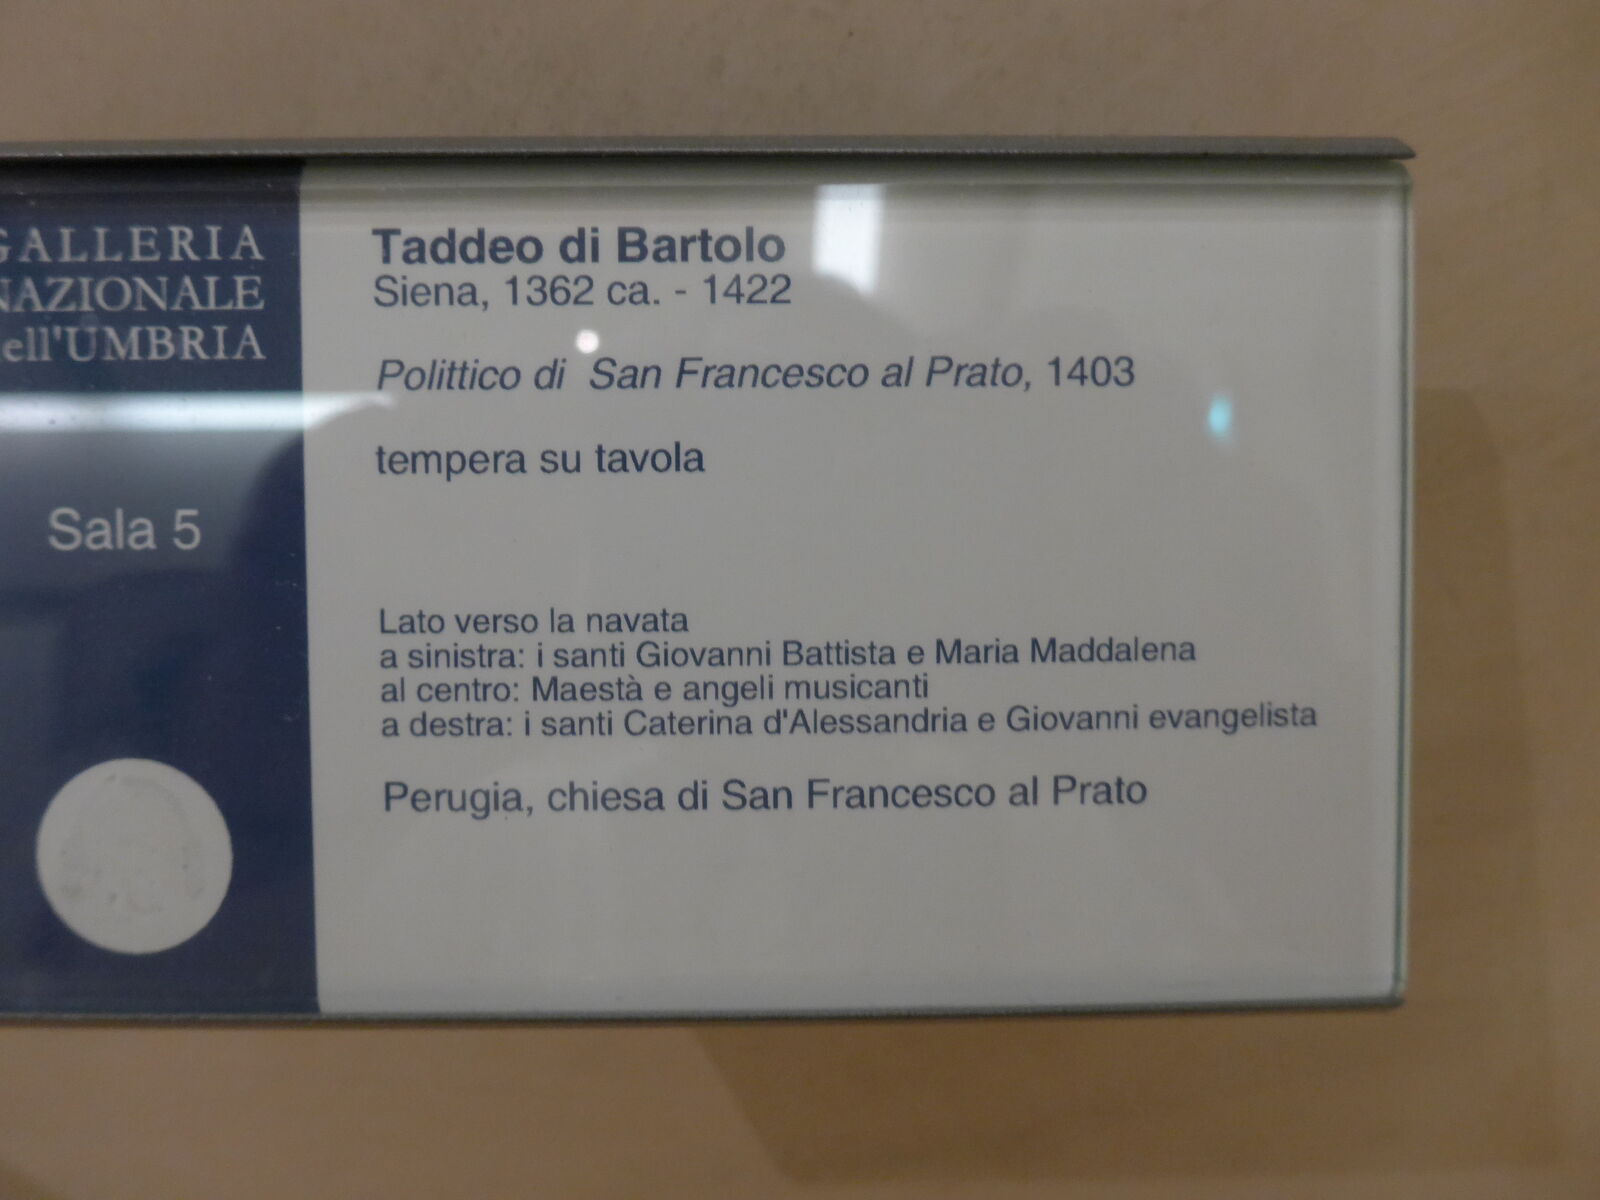 GALLERIA
NAZIONALE
dell'UMBRIA
Sala 5
Taddeo di Bartolo
Siena, 1362 ca. - 1422
Polittico di San Francesco al Prato, 1403
tempera su tavola
Lato verso la navata
a sinistra: i santi Giovanni Battista e Maria Maddalena
al centro: Maestà e angeli musicanti
a destra: i santi Caterina d'Alessandria e Giovanni evangelista
Perugia, chiesa di San Francesco al Prato